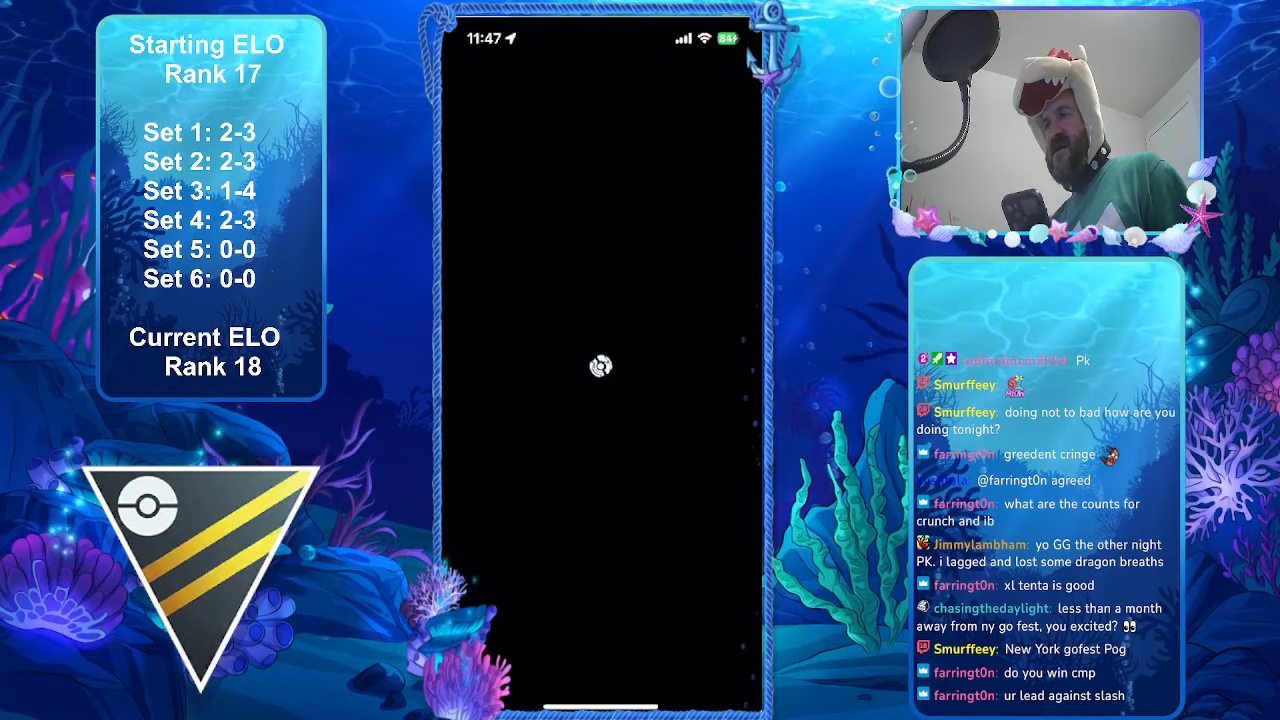 Starting ELO
Rank 17
Set 1: 2-3
Set 2: 2-3
Set 3: 1-4
Set 4: 2-3
Set 5: 0-0
Set 6: 0-0
Current ELO
Rank 18
11:47
84
radfordalum2004 Pk
Smurffeey:
Smurffeey: doing not to bad how are you
doing tonight?
farringt0n: greedent cringe
@farringt0n agreed
farringt0n: what are the counts for
crunch and ib
Jimmylambham: yo GG the other night
PK. i lagged and lost some dragon breaths
farringt0n: xl tenta is good
chasingthedaylight: less than a month
away from ny go fest, you excited? 👀
Smurffeey: New York gofest Pog
farringt0n: do you win cmp
farringt0n: ur lead against slash